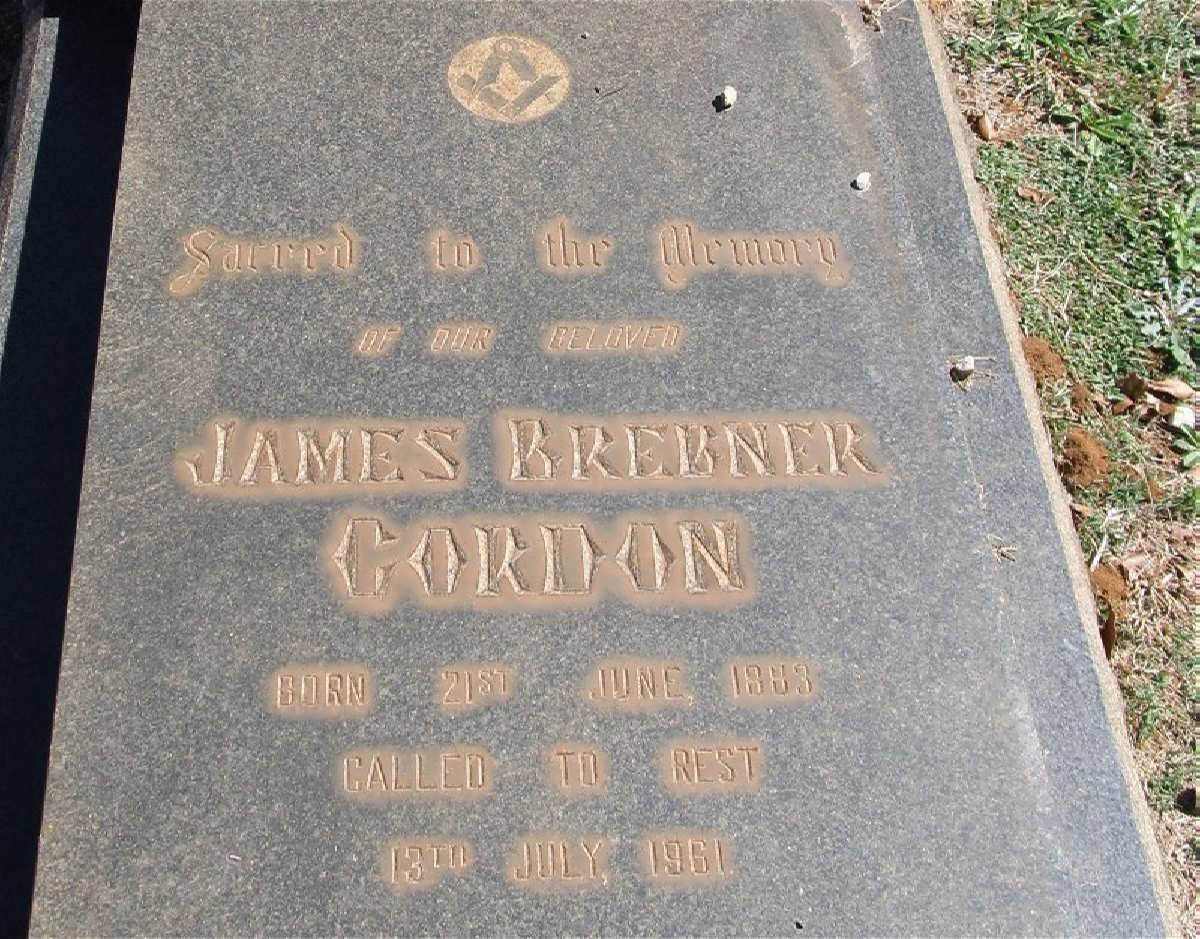 Sacred to the Memory
OF OUR BELOVED
JAMES BREBNER
GORDON
BORN 21ST JUNE, 1883
CALLED TO REST
13TH JULY, 1961.